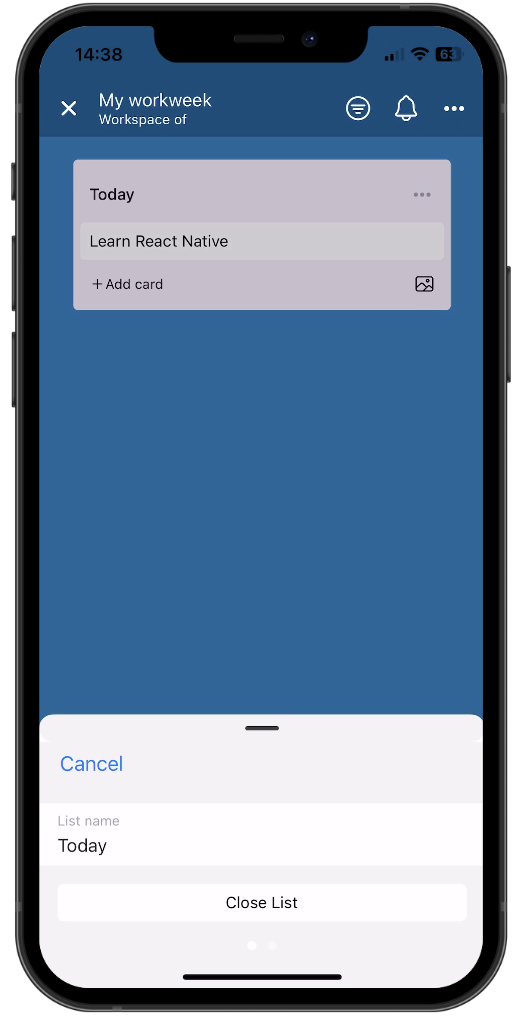 14:38
63
My workweek
Workspace of
Today
Learn React Native
+ Add card
Cancel
List name
Today
Close List